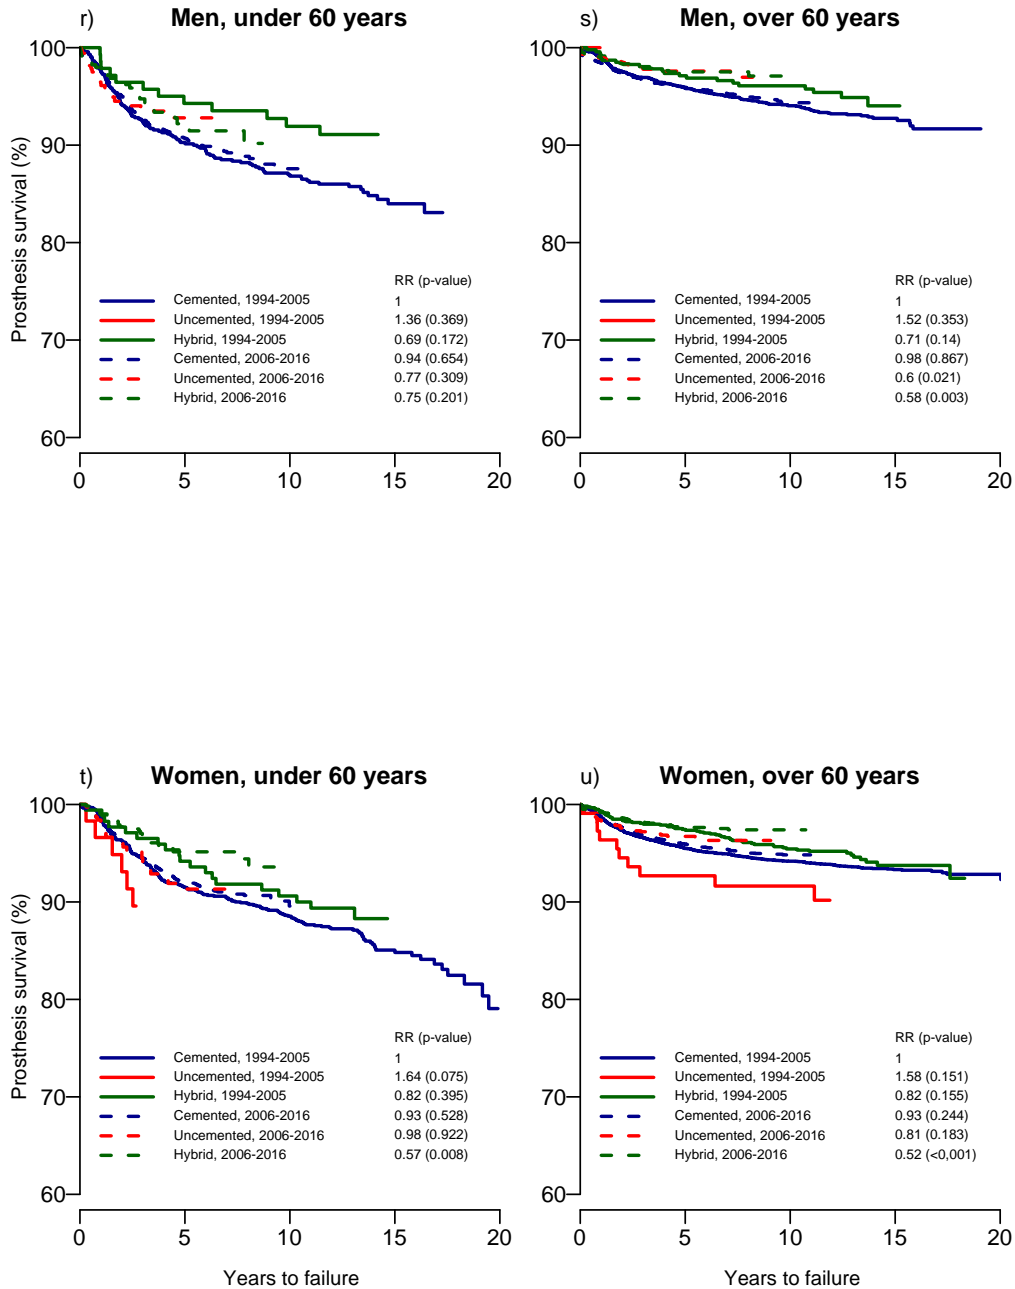 r) Men, under 60 years
100
90
80
70
60
Prosthesis survival (%)
RR (p-value)
Cemented, 1994-2005 1
Uncemented, 1994-2005 1.36 (0.369)
Hybrid, 1994-2005 0.69 (0.172)
Cemented, 2006-2016 0.94 (0.654)
Uncemented, 2006-2016 0.77 (0.309)
Hybrid, 2006-2016 0.75 (0.201)
0 5 10 15 20
s) Men, over 60 years
100
90
80
70
60
RR (p-value)
Cemented, 1994-2005 1
Uncemented, 1994-2005 1.52 (0.353)
Hybrid, 1994-2005 0.71 (0.14)
Cemented, 2006-2016 0.98 (0.867)
Uncemented, 2006-2016 0.6 (0.021)
Hybrid, 2006-2016 0.58 (0.003)
0 5 10 15 20
t) Women, under 60 years
100
90
80
70
60
Prosthesis survival (%)
RR (p-value)
Cemented, 1994-2005 1
Uncemented, 1994-2005 1.64 (0.075)
Hybrid, 1994-2005 0.82 (0.395)
Cemented, 2006-2016 0.93 (0.528)
Uncemented, 2006-2016 0.98 (0.922)
Hybrid, 2006-2016 0.57 (0.008)
0 5 10 15 20
Years to failure
u) Women, over 60 years
100
90
80
70
60
RR (p-value)
Cemented, 1994-2005 1
Uncemented, 1994-2005 1.58 (0.151)
Hybrid, 1994-2005 0.82 (0.155)
Cemented, 2006-2016 0.93 (0.244)
Uncemented, 2006-2016 0.81 (0.183)
Hybrid, 2006-2016 0.52 (<0,001)
0 5 10 15 20
Years to failure